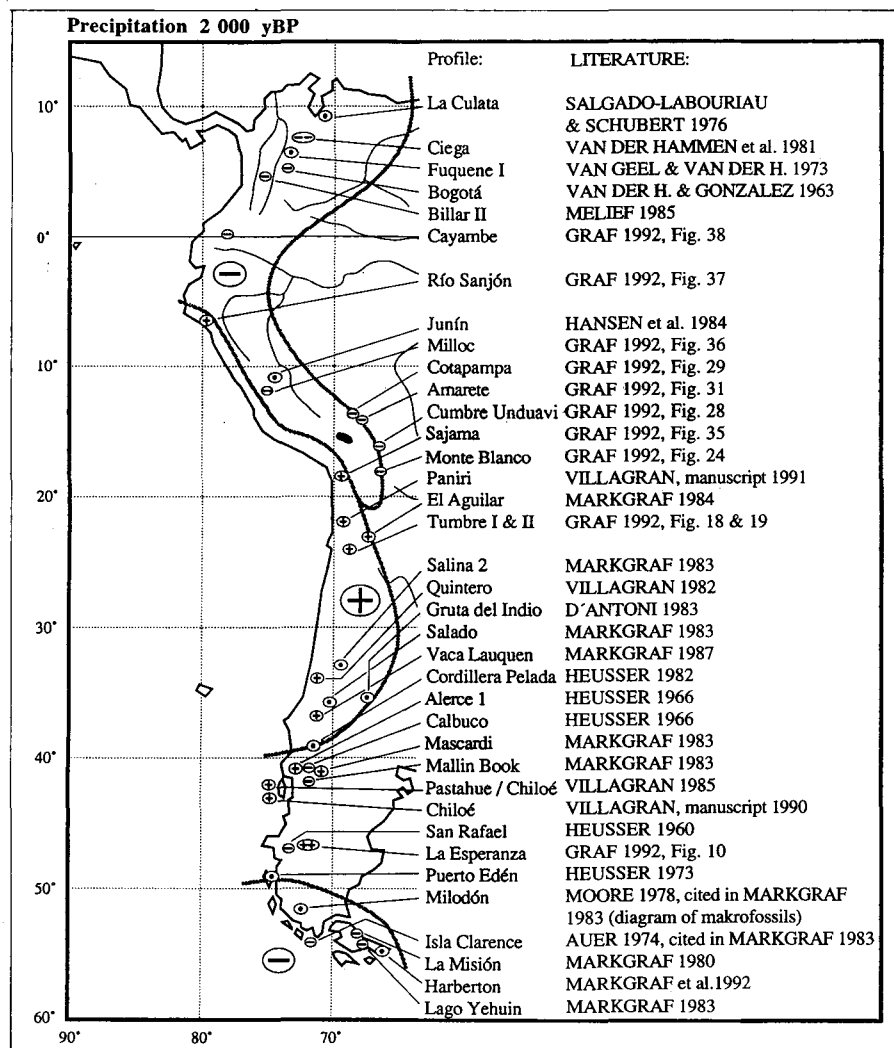 Precipitation 2 000 yBP
Profile: LITERATURE:
La Culata SALGADO-LABOURIAU
& SCHUBERT 1976
10°
Ciega VAN DER HAMMEN et al. 1981
Fuquene I VAN GEEL & VAN DER H. 1973
Bogotá VAN DER H. & GONZALEZ 1963
Billar II MELIEF 1985
0° Cayambe GRAF 1992, Fig. 38
Río Sanjón GRAF 1992, Fig. 37
Junín HANSEN et al. 1984
Milloc GRAF 1992, Fig. 36
10° Cotapampa GRAF 1992, Fig. 29
Amarete GRAF 1992, Fig. 31
Cumbre Unduavi GRAF 1992, Fig. 28
Sajama GRAF 1992, Fig. 35
Monte Blanco GRAF 1992, Fig. 24
Paniri VILLAGRAN, manuscript 1991
20° El Aguilar MARKGRAF 1984
Tumbre I & II GRAF 1992, Fig. 18 & 19
Salina 2 MARKGRAF 1983
Quintero VILLAGRAN 1982
Gruta del Indio D´ANTONI 1983
30° Salado MARKGRAF 1983
Vaca Lauquen MARKGRAF 1987
Cordillera Pelada HEUSSER 1982
Alerce 1 HEUSSER 1966
Calbuco HEUSSER 1966
40° Mascardi MARKGRAF 1983
Mallin Book MARKGRAF 1983
Pastahue / Chiloé VILLAGRAN 1985
Chiloé VILLAGRAN, manuscript 1990
San Rafael HEUSSER 1960
La Esperanza GRAF 1992, Fig. 10
Puerto Edén HEUSSER 1973
50° Milodón MOORE 1978, cited in MARKGRAF
1983 (diagram of makrofossils)
Isla Clarence AUER 1974, cited in MARKGRAF 1983
La Misión MARKGRAF 1980
Harberton MARKGRAF et al.1992
Lago Yehuin MARKGRAF 1983
60°
90° 80° 70°